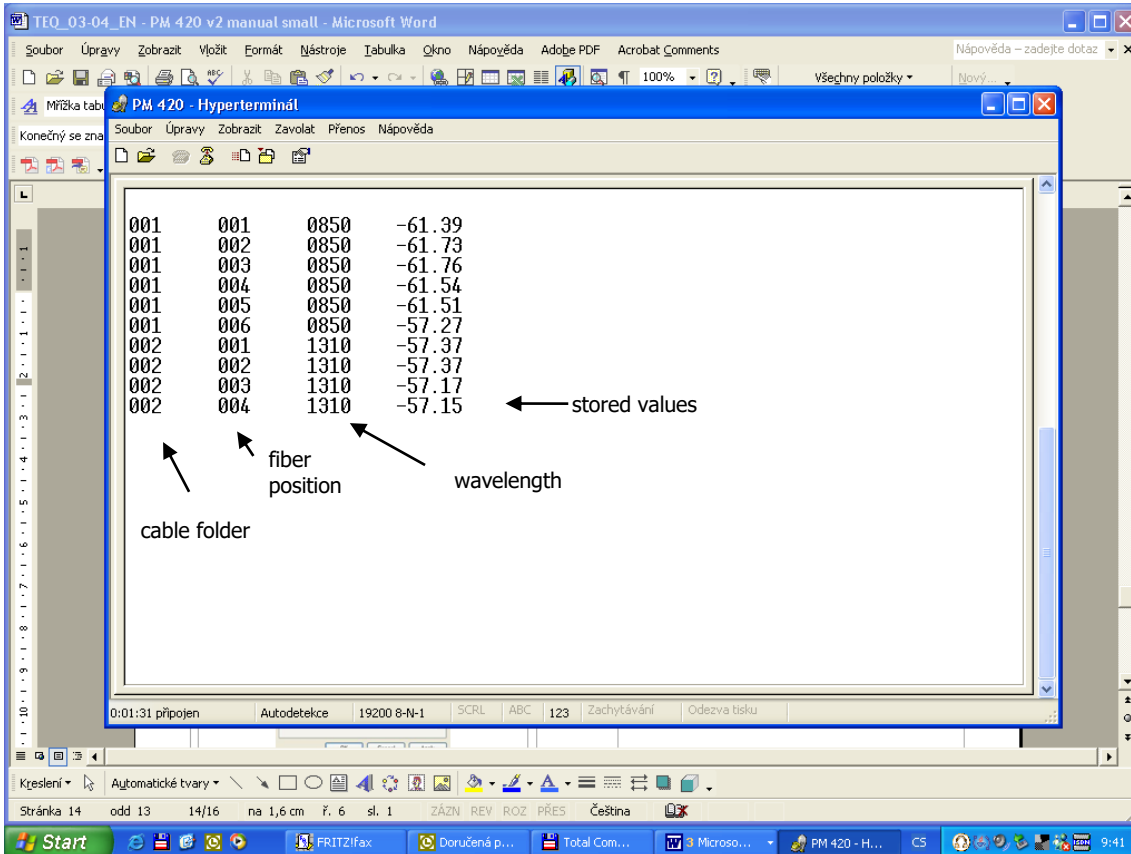 TEQ_03-04_EN - PM 420 v2 manual small - Microsoft Word
Soubor Úpravy Zobrazit Vložit Formát Nástroje Tabulka Okno Nápověda Adobe PDF Acrobat Comments Nápověda – zadejte dotaz
100% Všechny položky Nový...
Mřížka tabu
Konečný se zna
PM 420 - Hyperterminál
Soubor Úpravy Zobrazit Zavolat Přenos Nápověda
001 001 0850 -61.39
001 002 0850 -61.73
001 003 0850 -61.76
001 004 0850 -61.54
001 005 0850 -61.51
001 006 0850 -57.27
002 001 1310 -57.37
002 002 1310 -57.37
002 003 1310 -57.17
002 004 1310 -57.15
stored values
fiber
position
wavelength
cable folder
0:01:31 připojen Autodetekce 19200 8-N-1 SCRL ABC 123 Zachytávání Odezva tisku
Kreslení Automatické tvary
Stránka 14 odd 13 14/16 na 1,6 cm ř. 6 sl. 1 ZÁZN REV ROZ PŘES Čeština
Start FRITZ!fax Doručená p... Total Com... 3 Microso... PM 420 - H... CS 9:41